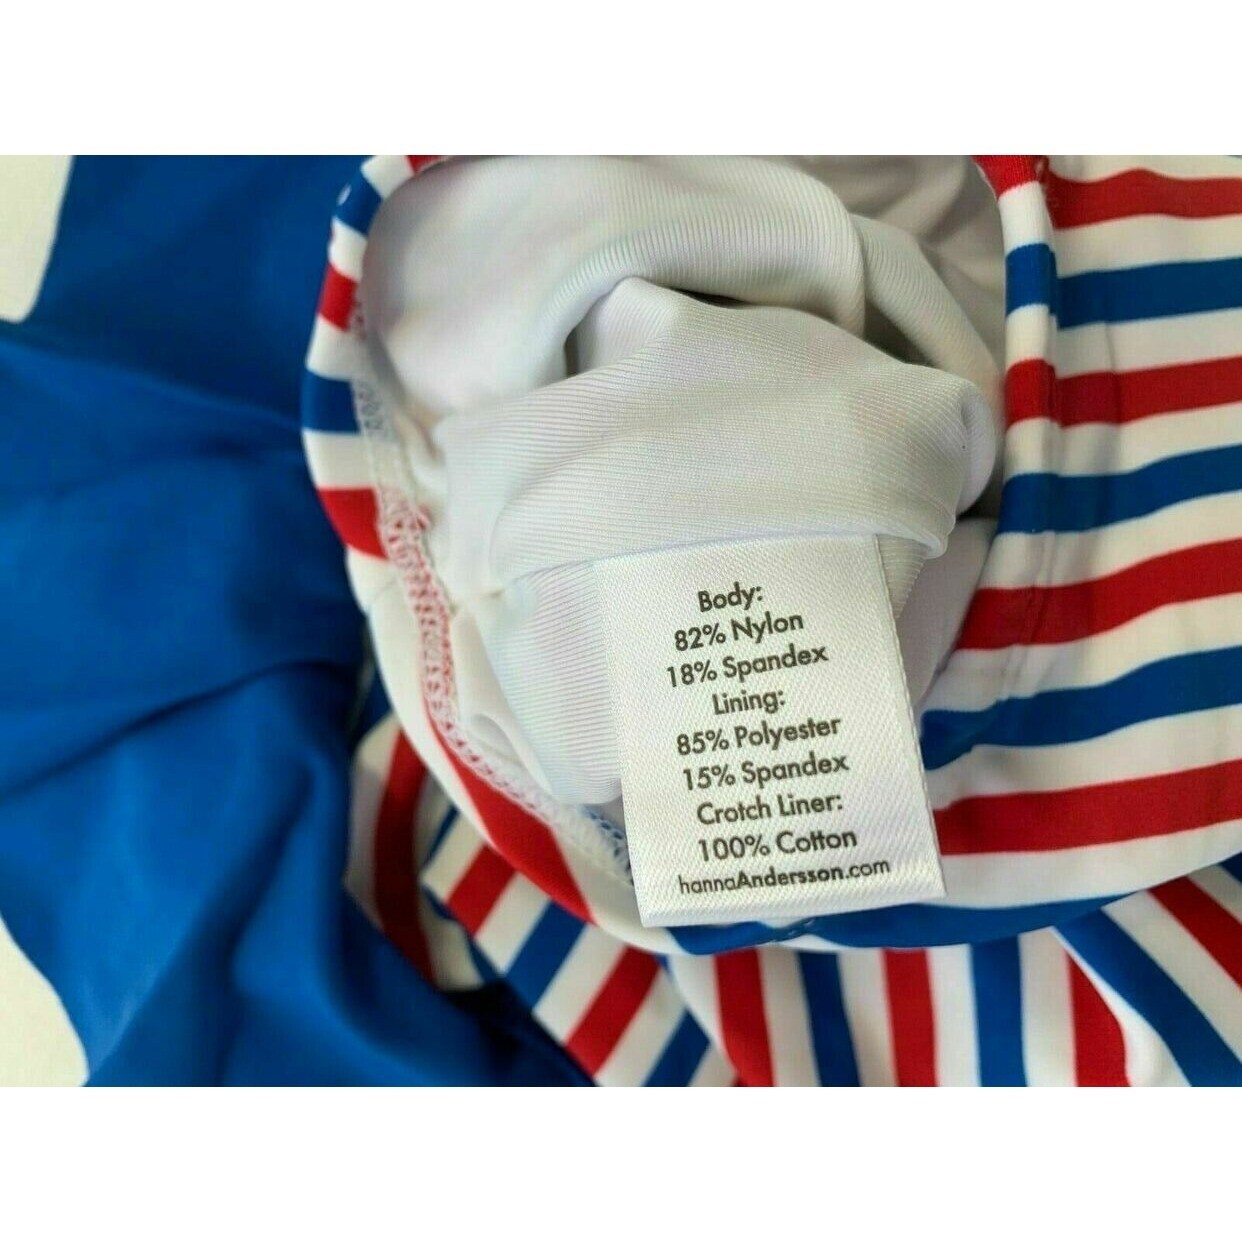 Body:
82% Nylon
18% Spandex
Lining:
85% Polyester
15% Spandex
Crotch Liner:
100% Cotton
hannaAndersson.com